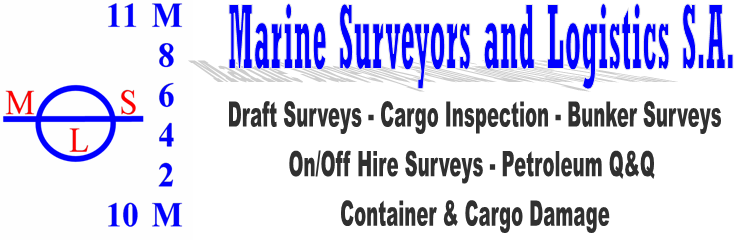 11 M
8
6
4
2
10 M
M S
L
Marine Surveyors and Logistics S.A.
Draft Surveys - Cargo Inspection - Bunker Surveys
On/Off Hire Surveys - Petroleum Q&Q
Container & Cargo Damage